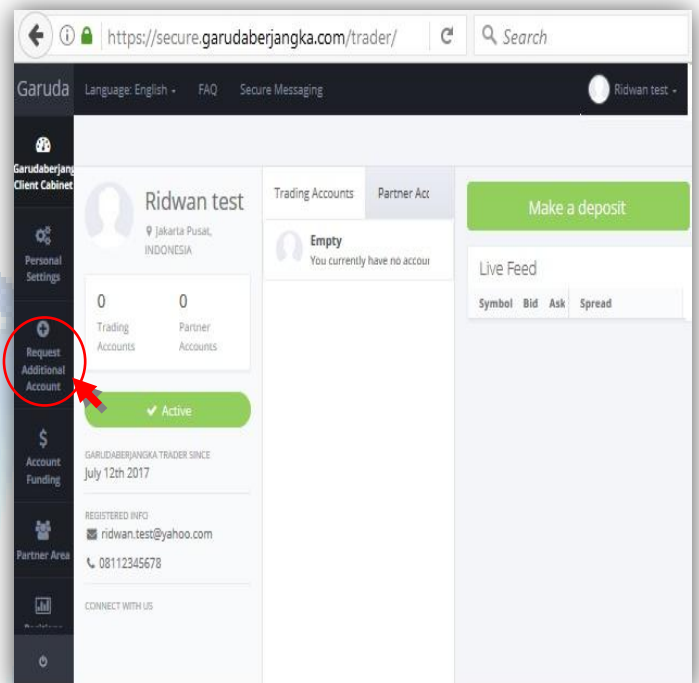 https://secure.garudaberjangka.com/trader/
Search
Garuda
Language: English
FAQ
Secure Messaging
Ridwan test
Garudaberjang
Client Cabinet
Personal
Settings
Request
Additional
Account
$
Account
Funding
Partner Area
Ridwan test
Jakarta Pusat,
INDONESIA
0
Trading
Accounts
0
Partner
Accounts
Active
GARUDABERJANGKA TRADER SINCE
July 12th 2017
REGISTERED INFO
ridwan.test@yahoo.com
08112345678
CONNECT WITH US
Trading Accounts
Partner Acc
Empty
You currently have no accour
Make a deposit
Live Feed
Symbol Bid Ask Spread